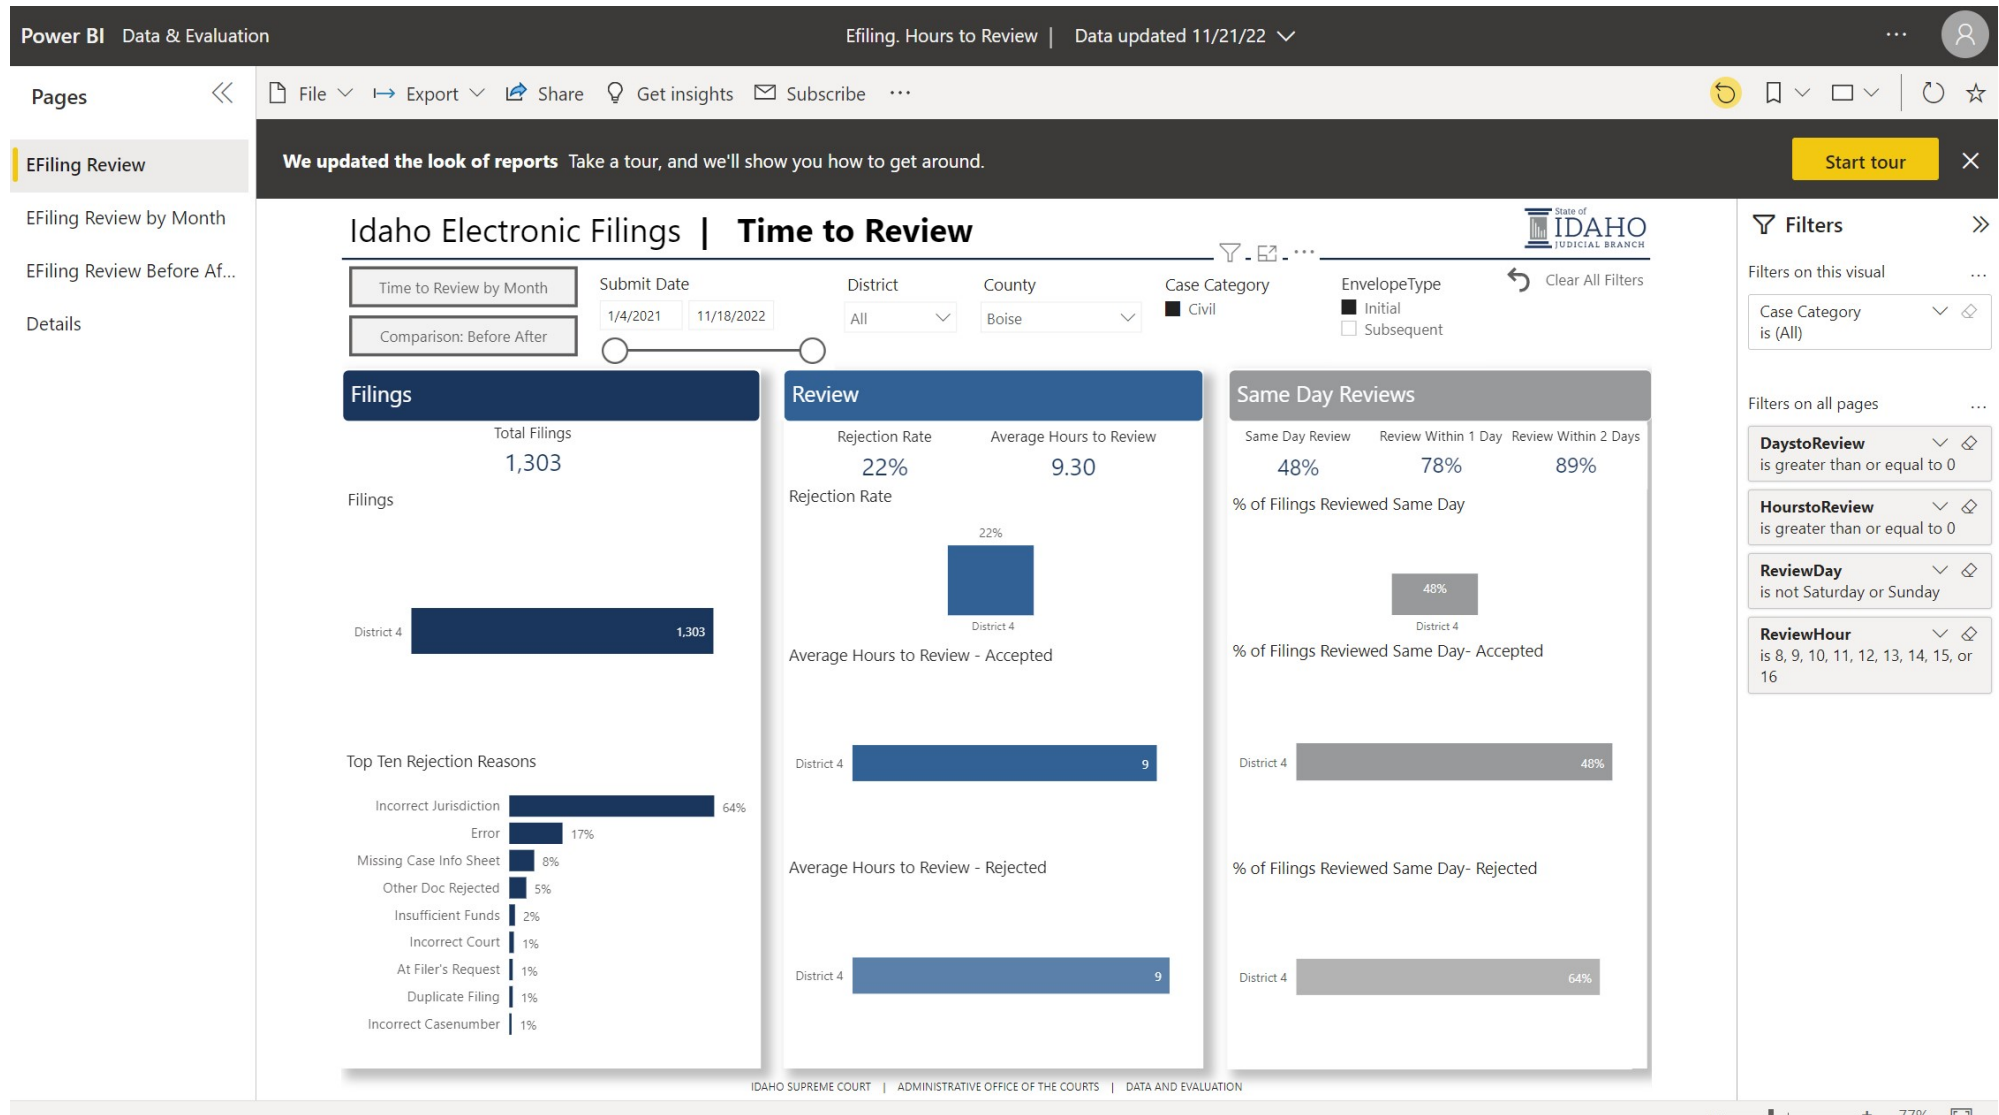 Power BI Data & Evaluation
Efiling. Hours to Review | Data updated 11/21/22
Pages
File Export Share Get insights Subscribe
EFiling Review
EFiling Review by Month
EFiling Review Before Af...
Details
We updated the look of reports Take a tour, and we'll show you how to get around.
Start tour
Idaho Electronic Filings | Time to Review
State of
IDAHO
JUDICIAL BRANCH
Time to Review by Month
Comparison: Before After
Submit Date
1/4/2021 11/18/2022
District
All
County
Boise
Case Category
Civil
EnvelopeType
Initial
Subsequent
Clear All Filters
Filings
Total Filings
1,303
Filings
District 4 1,303
Top Ten Rejection Reasons
Incorrect Jurisdiction 64%
Error 17%
Missing Case Info Sheet 8%
Other Doc Rejected 5%
Insufficient Funds 2%
Incorrect Court 1%
At Filer's Request 1%
Duplicate Filing 1%
Incorrect Casenumber 1%
Review
Rejection Rate Average Hours to Review
22% 9.30
Rejection Rate
22%
District 4
Average Hours to Review - Accepted
District 4 9
Average Hours to Review - Rejected
District 4 9
Same Day Reviews
Same Day Review Review Within 1 Day Review Within 2 Days
48% 78% 89%
% of Filings Reviewed Same Day
48%
District 4
% of Filings Reviewed Same Day- Accepted
District 4 48%
% of Filings Reviewed Same Day- Rejected
District 4 64%
IDAHO SUPREME COURT | ADMINISTRATIVE OFFICE OF THE COURTS | DATA AND EVALUATION
Filters
Filters on this visual
Case Category
is (All)
Filters on all pages
DaystoReview
is greater than or equal to 0
HourstoReview
is greater than or equal to 0
ReviewDay
is not Saturday or Sunday
ReviewHour
is 8, 9, 10, 11, 12, 13, 14, 15, or
16
77%